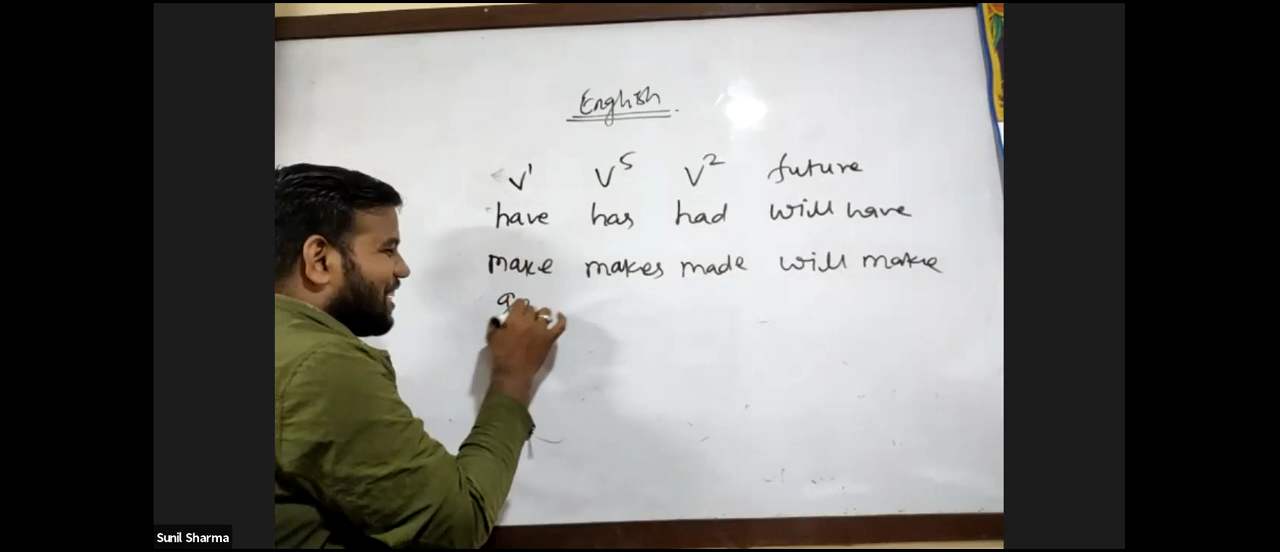 English
V¹ V⁵ V² future
have has had will have
make makes made will make
Sunil Sharma